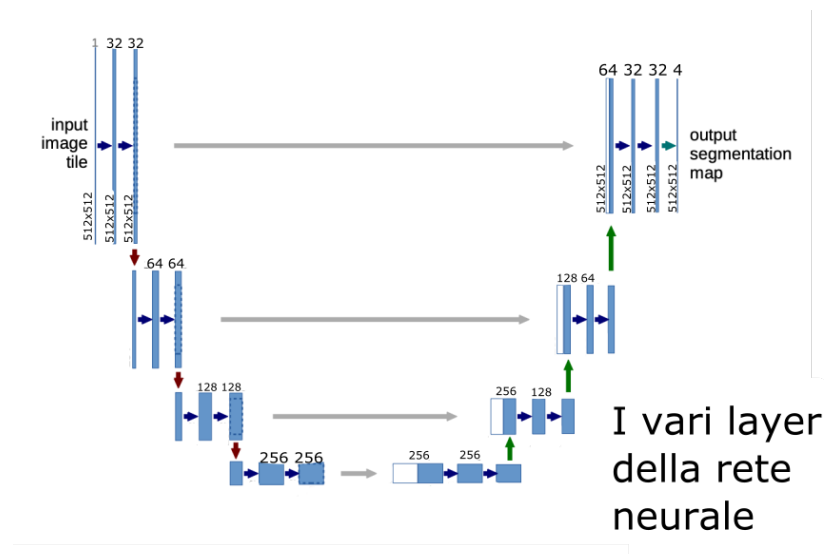 1 32 32
input
image
tile
512x512
512x512
512x512
64 32 32 4
output
segmentation
map
512x512
512x512
512x512
512x512
64 64
128 64
128 128
256 128
256 256
256 256
I vari layer
della rete
neurale